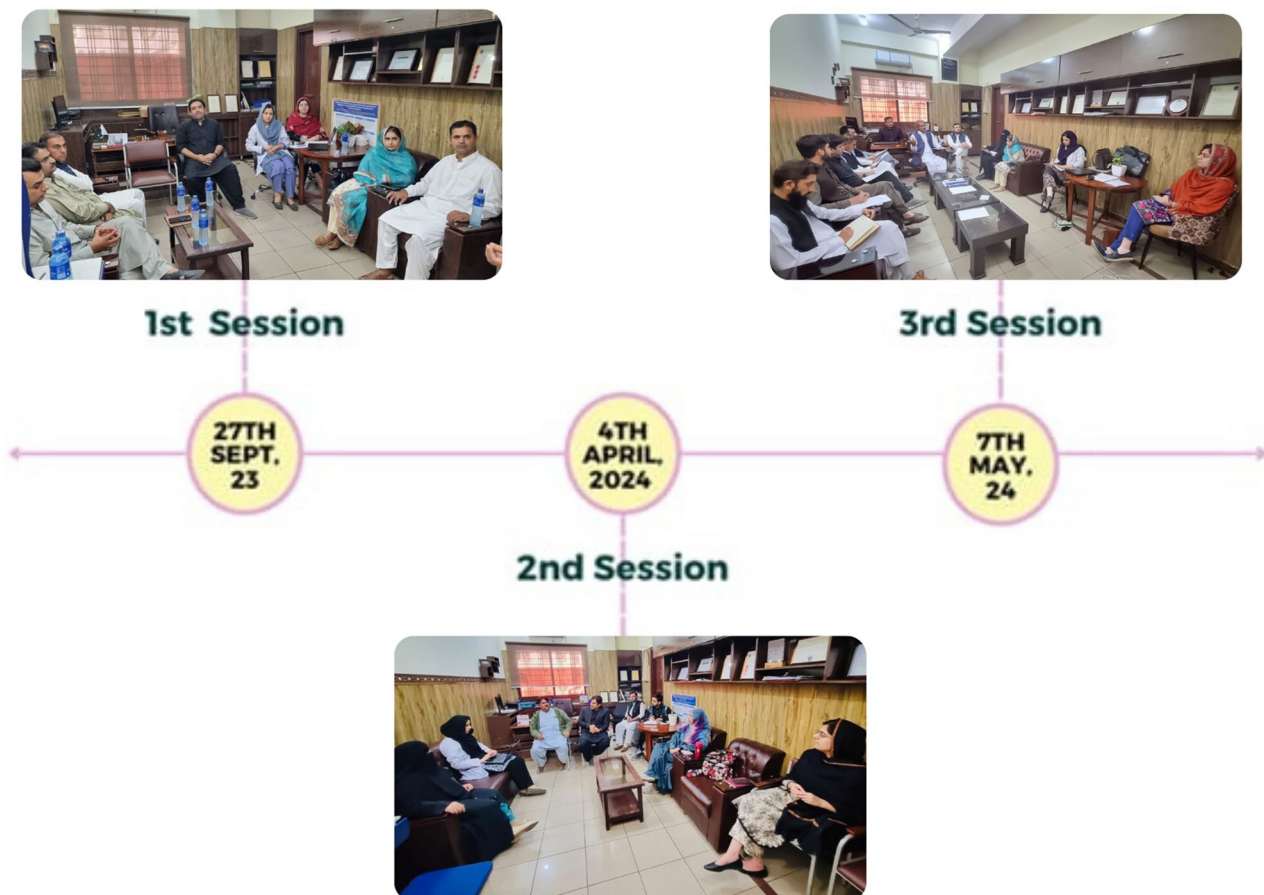 1st Session
3rd Session
27TH
SEPT,
23
4TH
APRIL,
2024
7TH
MAY,
24
2nd Session